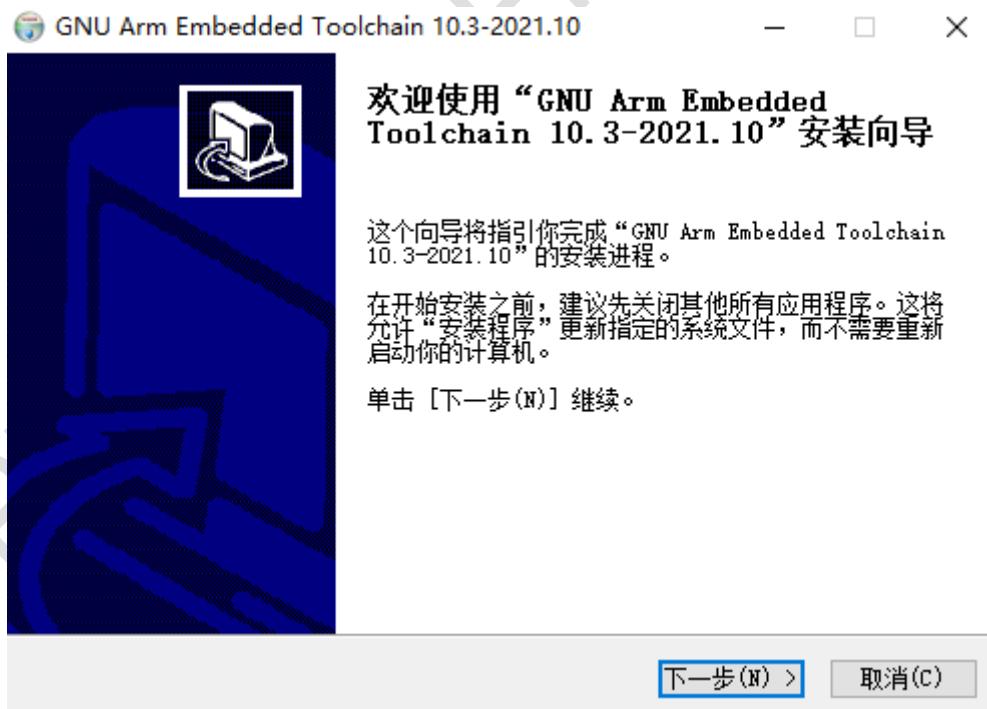 GNU Arm Embedded Toolchain 10.3-2021.10
欢迎使用“GNU Arm Embedded
Toolchain 10.3-2021.10”安装向导
这个向导将指引你完成“GNU Arm Embedded Toolchain
10.3-2021.10”的安装进程。
在开始安装之前，建议先关闭其他所有应用程序。这将
允许“安装程序”更新指定的系统文件，而不需要重新
启动你的计算机。
单击 [下一步(N)] 继续。
下一步(N) >
取消(C)